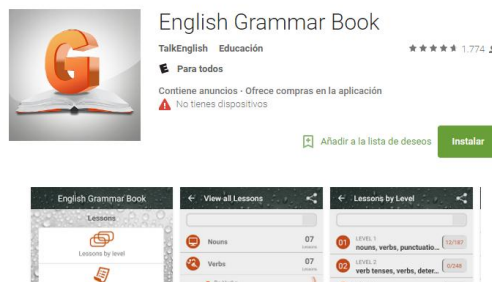 G
English Grammar Book
TalkEnglish Educación
1.774
E Para todos
Contiene anuncios · Ofrece compras en la aplicación
No tienes dispositivos
Añadir a la lista de deseos
Instalar
English Grammar Book
Lessons
Lessons by level
View all Lessons
Nouns 07
Verbs 07
Lessons by Level
01 LEVEL 1 12/187
nouns, verbs, punctuatio...
02 LEVEL 2 0/248
verb tenses, verbs, deter...